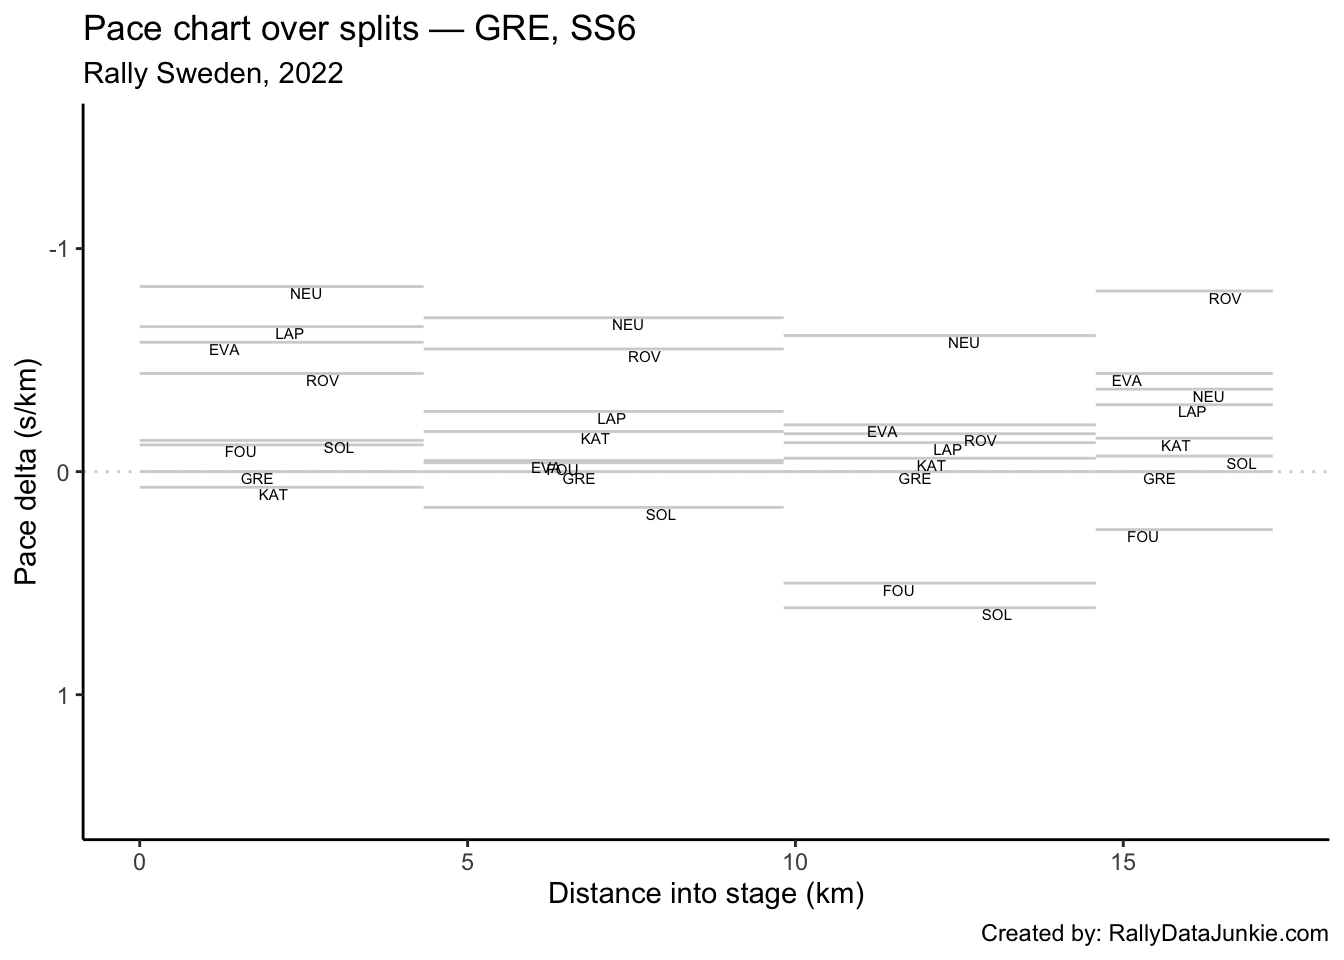 Pace chart over splits — GRE, SS6
Rally Sweden, 2022
Pace delta (s/km)
-1
0
1
NEU
LAP
EVA
ROV
SOL
FOU
GRE
KAT
NEU
ROV
LAP
KAT
EVA
FOU
GRE
SOL
NEU
EVA
ROV
LAP
KAT
GRE
FOU
SOL
ROV
EVA
NEU
LAP
KAT
SOL
GRE
FOU
0 5 10 15
Distance into stage (km)
Created by: RallyDataJunkie.com